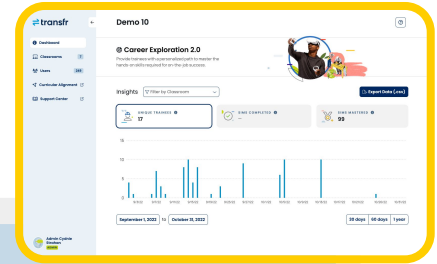 transfr
Demo 10
Dashboard
Classrooms 7
Users
Curricular Alignment
Support Center
@ Career Exploration 2.0
Provide trainees with a personalized path to master the
hands-on skills required for on-the-job success
Insights
Filter by Classroom
Export Data (.csv)
UNIQUE TRAINEES
17
SIMS COMPLETED
--
SIMS MASTERED
99
15
10
5
0
September 1, 2022 to October 31, 2022
30 days 60 days 1 year
Admin Cydnie